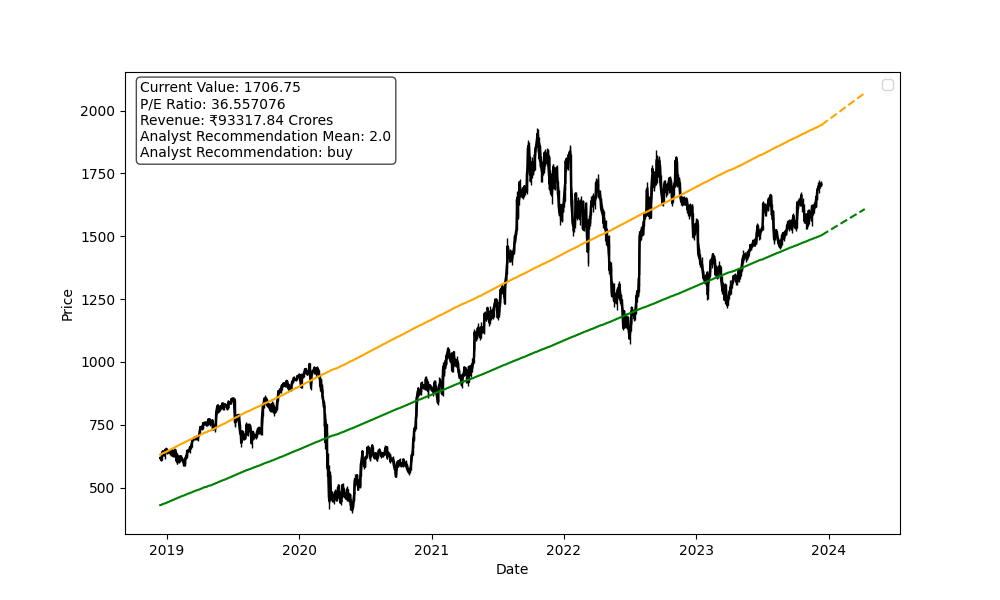 Current Value: 1706.75
P/E Ratio: 36.557076
Revenue: ₹93317.84 Crores
Analyst Recommendation Mean: 2.0
Analyst Recommendation: buy
2000
1750
1500
1250
1000
750
500
Price
2019 2020 2021 2022 2023 2024
Date